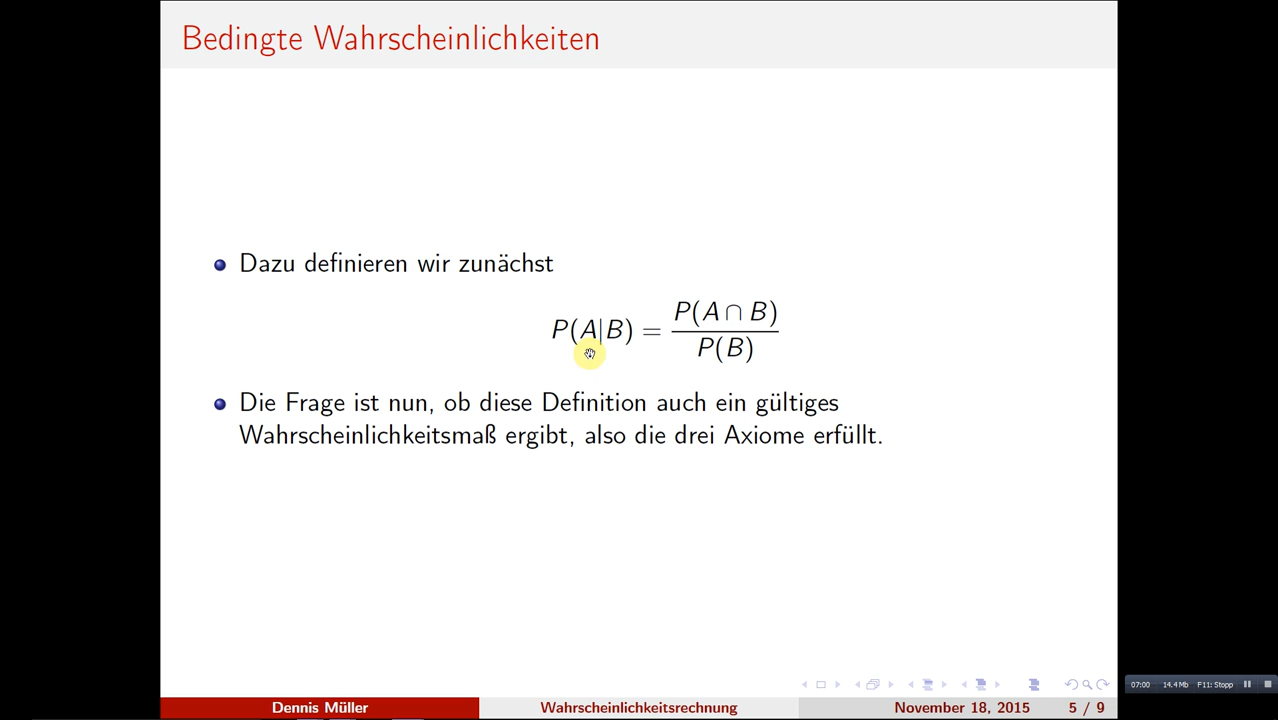 Bedingte Wahrscheinlichkeiten
Dazu definieren wir zunächst
P(A|B) = P(A ∩ B) / P(B)
Die Frage ist nun, ob diese Definition auch ein gültiges
Wahrscheinlichkeitsmaß ergibt, also die drei Axiome erfüllt.
Dennis Müller Wahrscheinlichkeitsrechnung November 18, 2015 5 / 9
07:00 14.4 Mb F11: Stopp